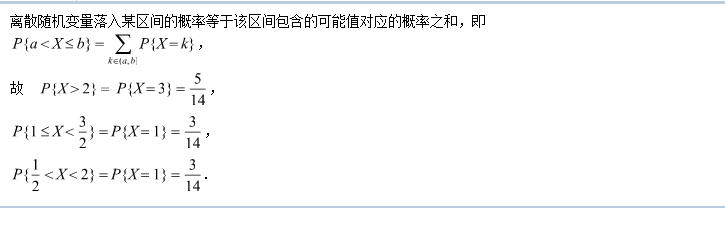 离散随机变量落入某区间的概率等于该区间包含的可能值对应的概率之和，即
P{a<X≤b} = ∑_{k∈(a,b]} P{X=k}，
故 P{X>2} = P{X=3} = 5/14，
P{1≤X<3/2} = P{X=1} = 3/14，
P{1/2<X<2} = P{X=1} = 3/14．